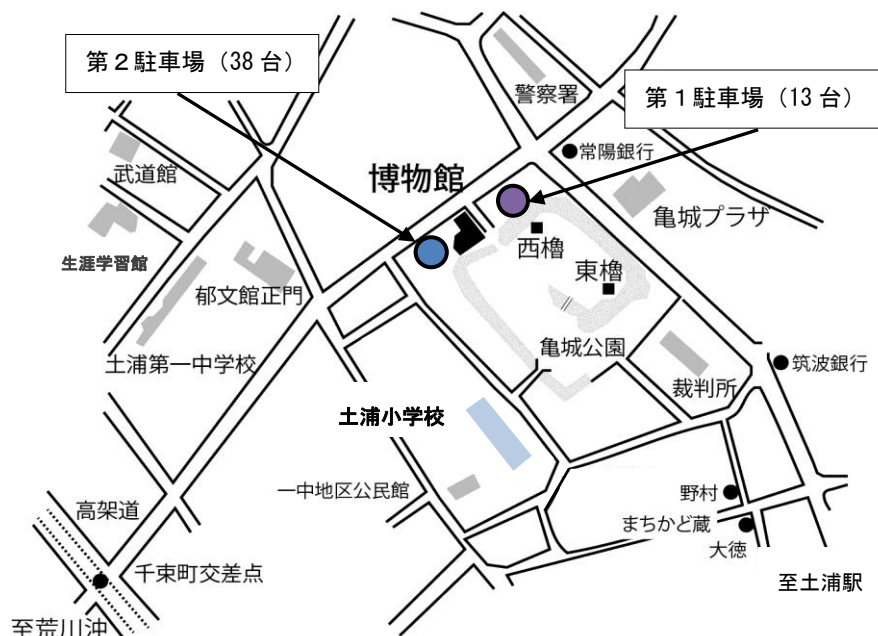 第２駐車場（38 台）
第１駐車場（13 台）
警察署
常陽銀行
武道館
博物館
亀城プラザ
生涯学習館
西櫓
東櫓
郁文館正門
土浦第一中学校
亀城公園
筑波銀行
裁判所
土浦小学校
一中地区公民館
野村
高架道
まちかど蔵
大徳
千束町交差点
至土浦駅
至荒川沖